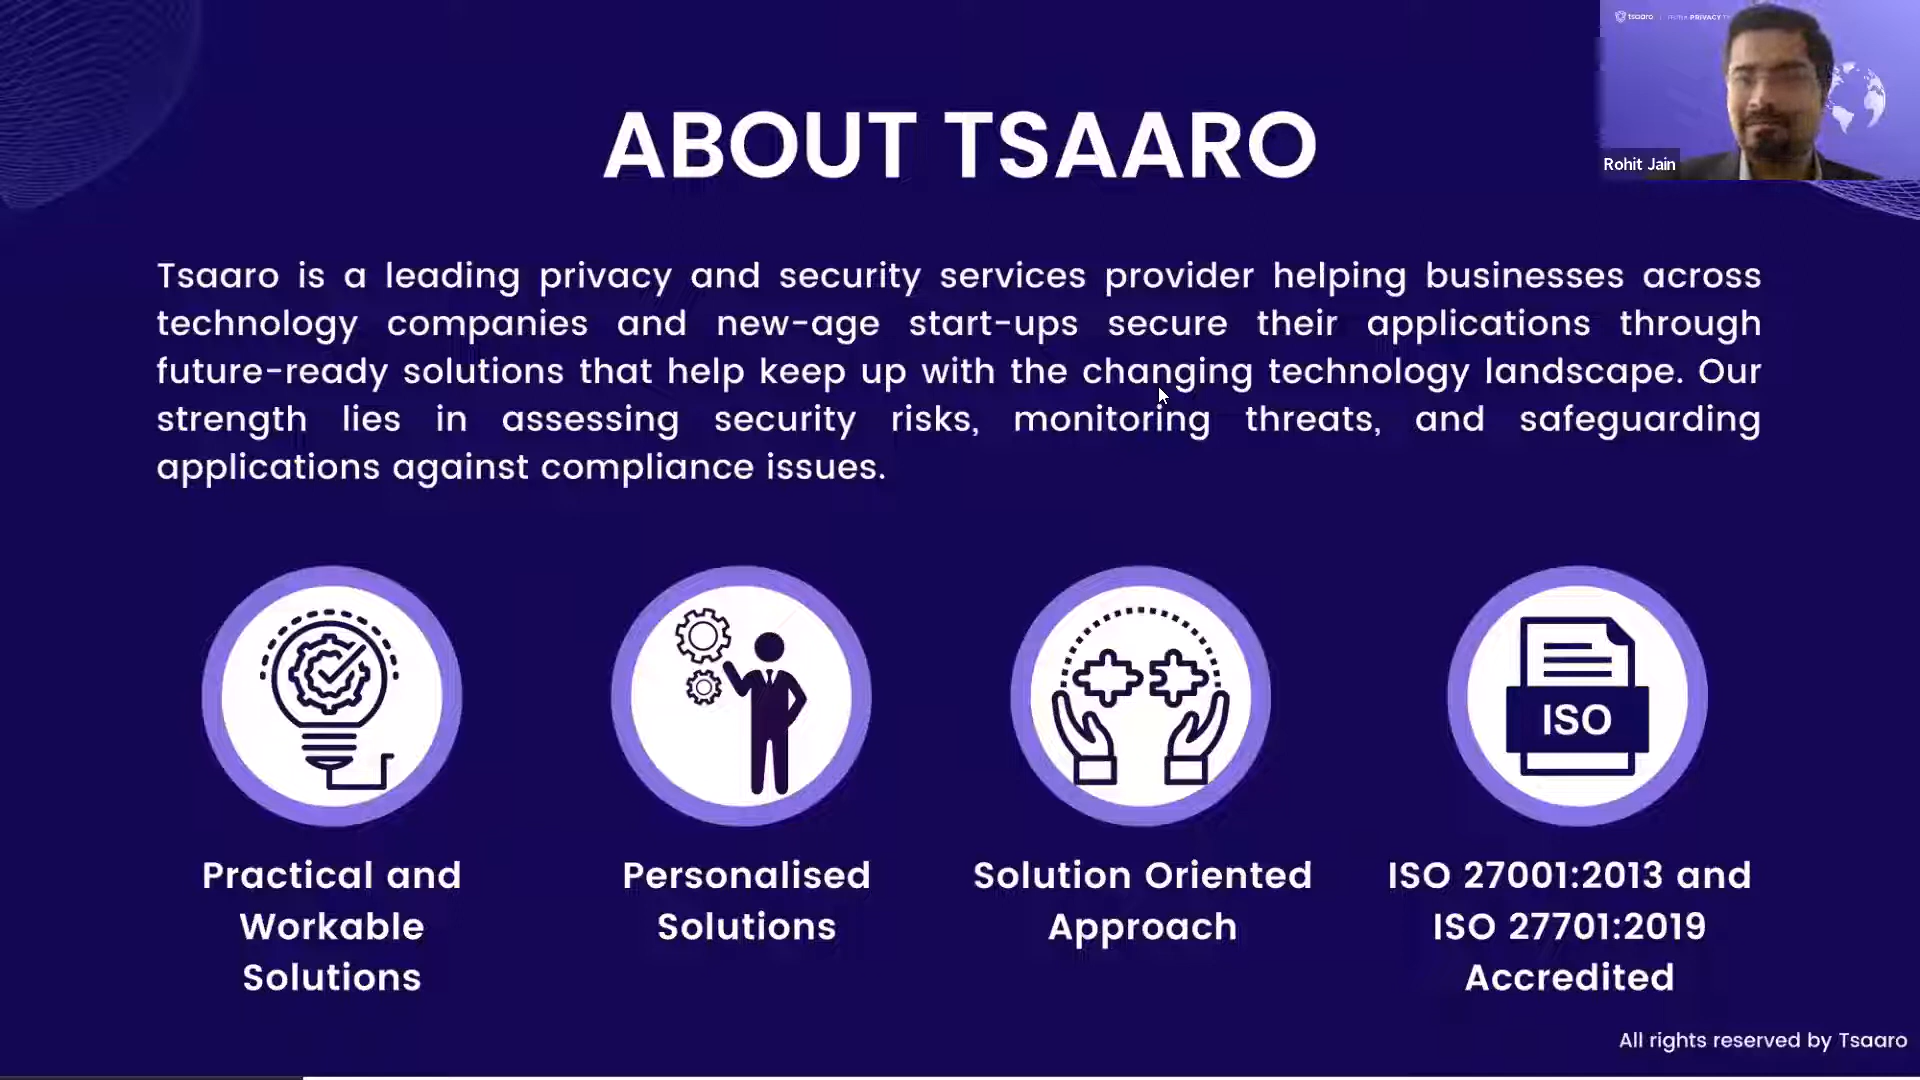 tsaaro
PRIVACY
Rohit Jain
ABOUT TSAARO
Tsaaro is a leading privacy and security services provider helping businesses across
technology companies and new-age start-ups secure their applications through
future-ready solutions that help keep up with the changing technology landscape. Our
strength lies in assessing security risks, monitoring threats, and safeguarding
applications against compliance issues.
ISO
Practical and
Workable
Solutions
Personalised
Solutions
Solution Oriented
Approach
ISO 27001:2013 and
ISO 27701:2019
Accredited
All rights reserved by Tsaaro